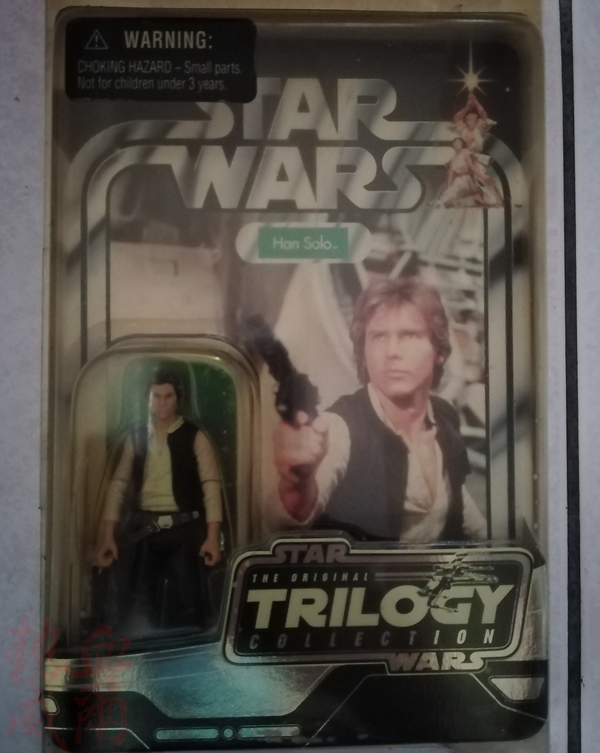 WARNING:
CHOKING HAZARD – Small parts.
Not for children under 3 years.
STAR
WARS
Han Solo™
STAR
THE ORIGINAL
TRILOGY
COLLECTION
WARS